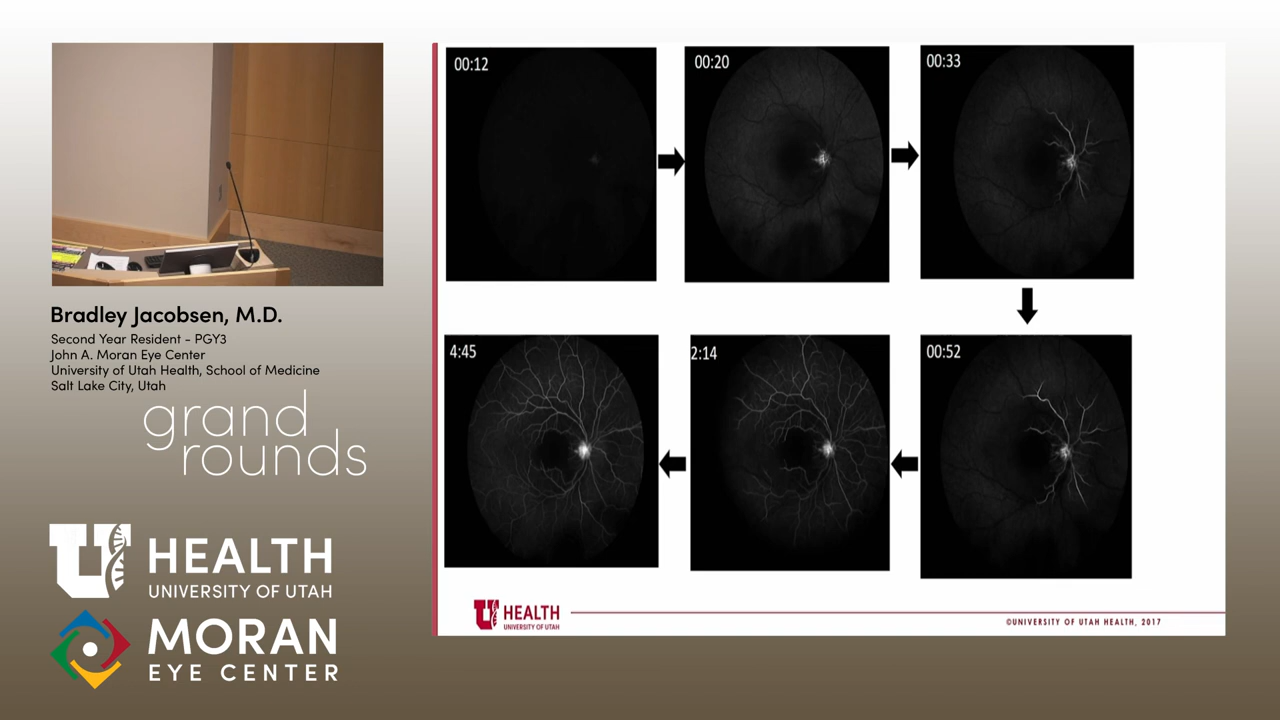 00:12
00:20
00:33
4:45
2:14
00:52
Bradley Jacobsen, M.D.
Second Year Resident - PGY3
John A. Moran Eye Center
University of Utah Health, School of Medicine
Salt Lake City, Utah
grand
rounds
U HEALTH
UNIVERSITY OF UTAH
MORAN
EYE CENTER
U HEALTH
UNIVERSITY OF UTAH
©UNIVERSITY OF UTAH HEALTH, 2017